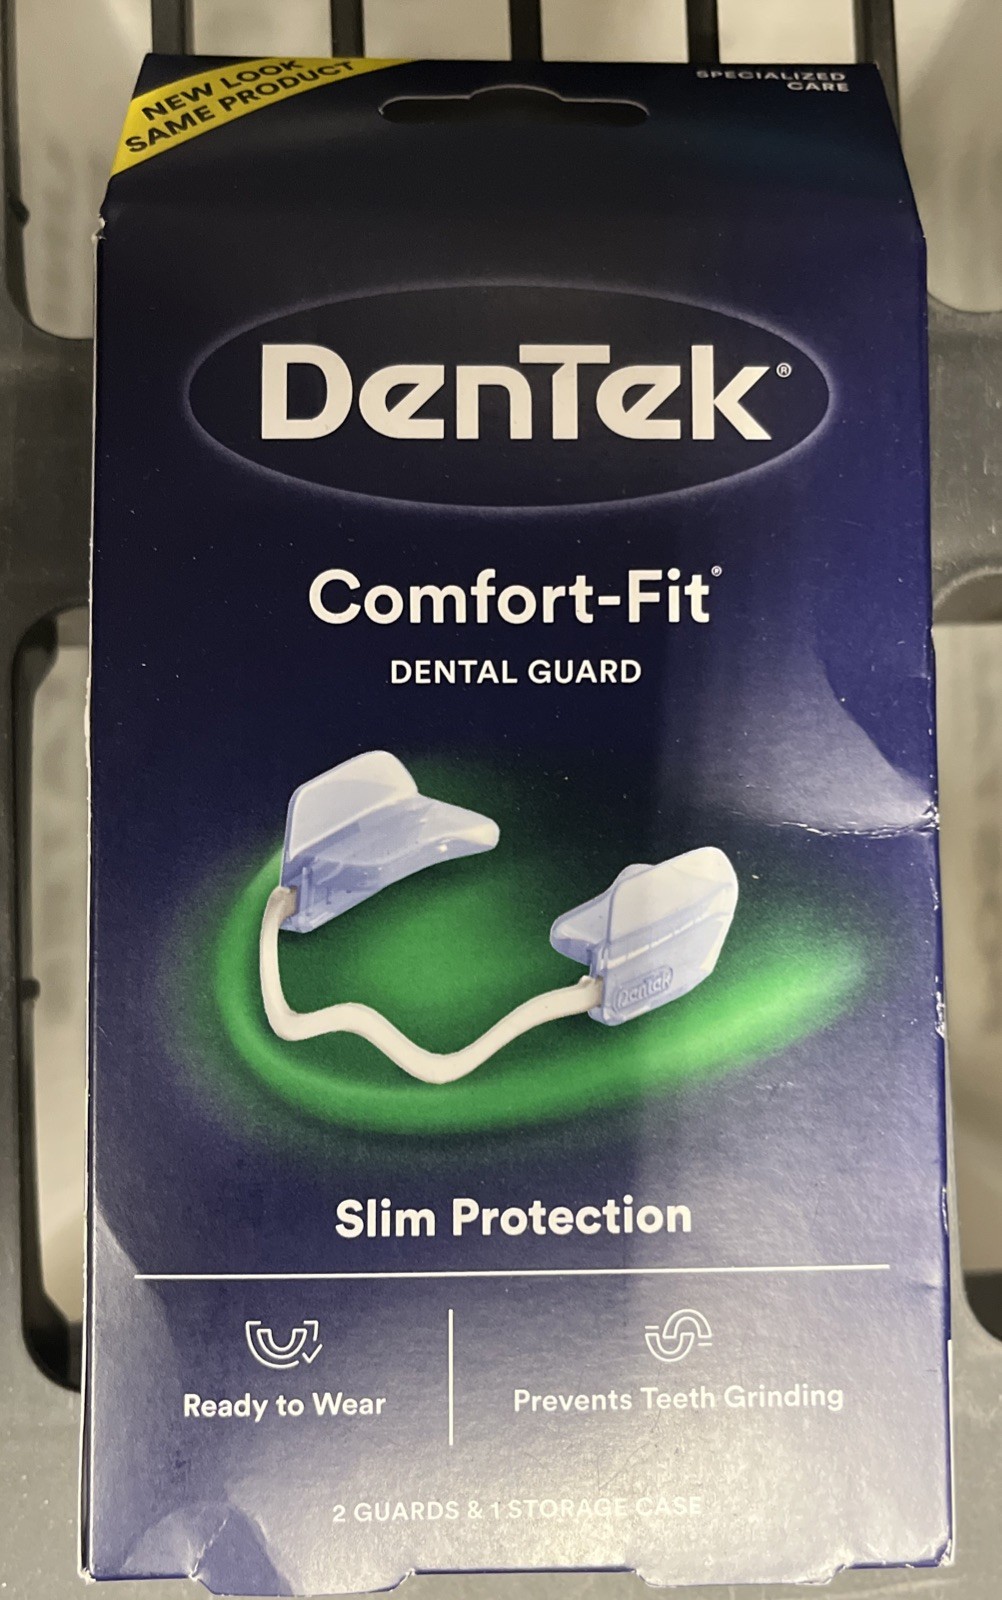 NEW LOOK
SAME PRODUCT
SPECIALIZED
CARE
DenTek®
Comfort-Fit®
DENTAL GUARD
DenTek
Slim Protection
Ready to Wear
Prevents Teeth Grinding
2 GUARDS & 1 STORAGE CASE